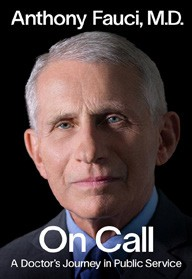 Anthony Fauci, M.D.
On Call
A Doctor's Journey in Public Service